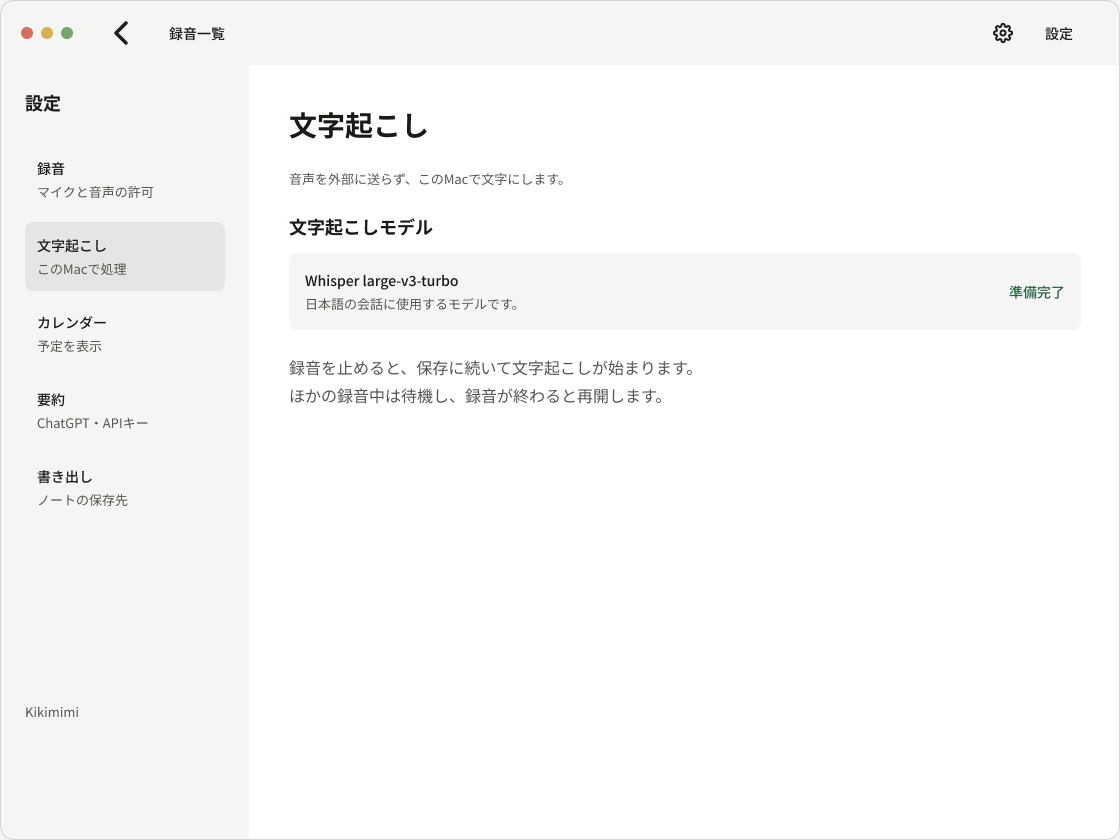 録音一覧
設定
設定
録音
マイクと音声の許可
文字起こし
このMacで処理
カレンダー
予定を表示
要約
ChatGPT・APIキー
書き出し
ノートの保存先
Kikimimi
文字起こし
音声を外部に送らず、このMacで文字にします。
文字起こしモデル
Whisper large-v3-turbo
日本語の会話に使用するモデルです。
準備完了
録音を止めると、保存に続いて文字起こしが始まります。
ほかの録音中は待機し、録音が終わると再開します。